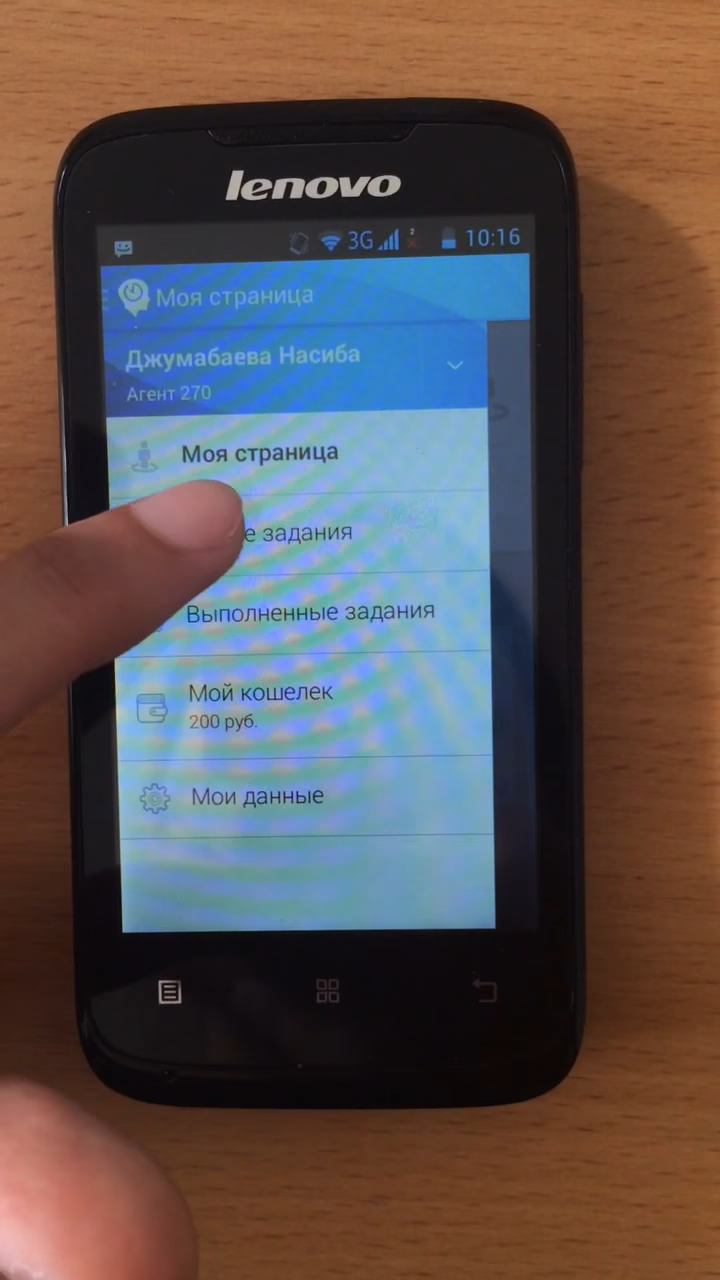 lenovo
3G 2 10:16
Моя страница
Джумабаева Насиба
Агент 270
Моя страница
е задания
Выполненные задания
Мой кошелек
200 руб.
Мои данные